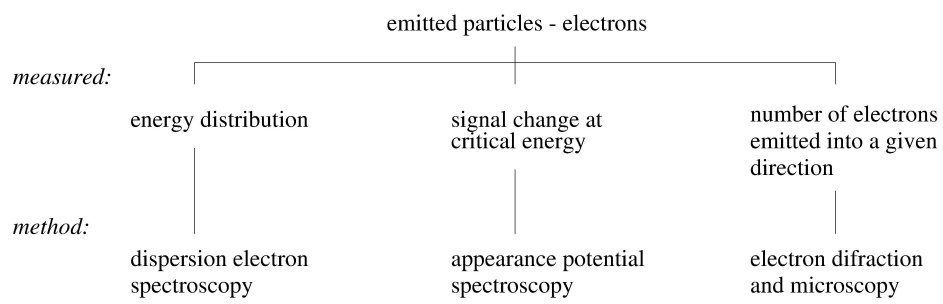 emitted particles - electrons
measured:
energy distribution
signal change at
critical energy
number of electrons
emitted into a given
direction
method:
dispersion electron
spectroscopy
appearance potential
spectroscopy
electron difraction
and microscopy